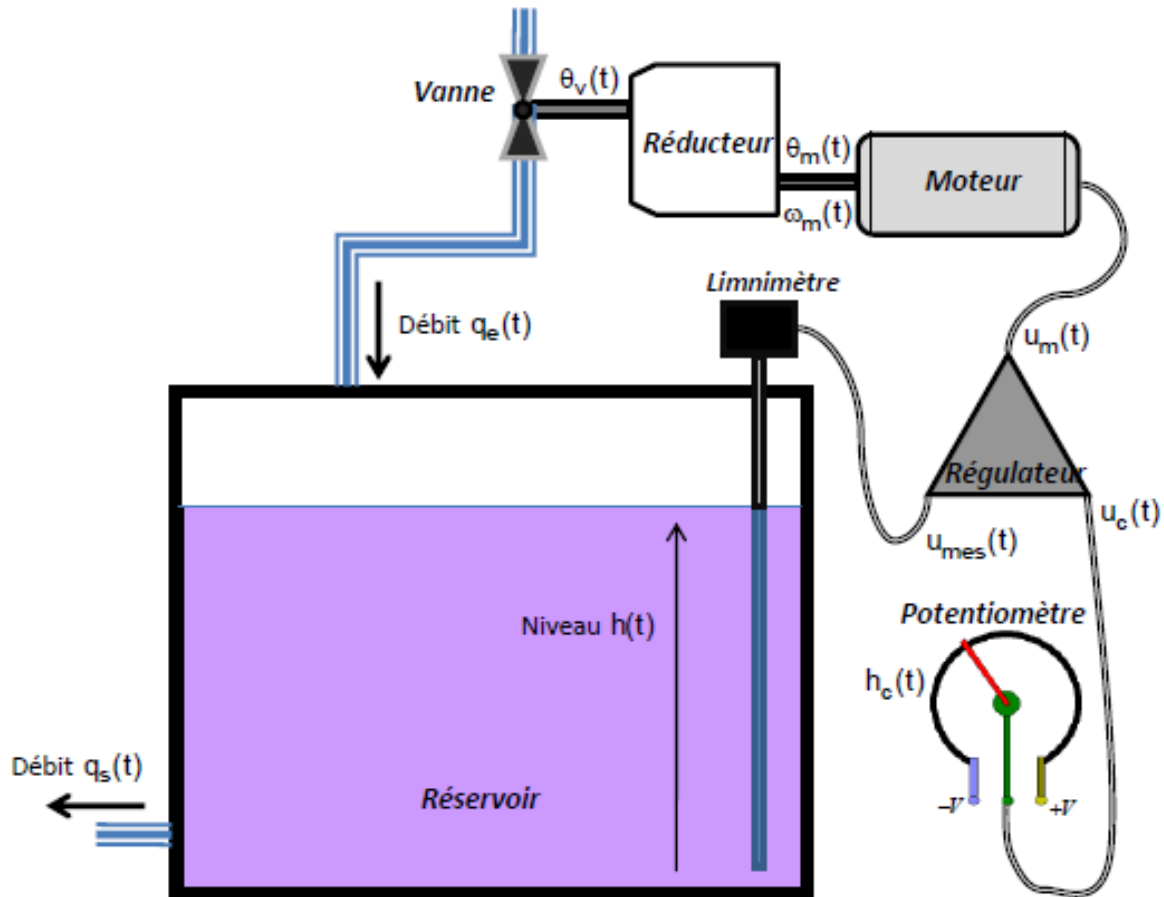 θv(t)
Vanne
Réducteur
θm(t)
ωm(t)
Moteur
Limnimètre
Débit qe(t)
um(t)
Régulateur
uc(t)
umes(t)
Niveau h(t)
Potentiomètre
hc(t)
Débit qs(t)
Réservoir
–V
+V